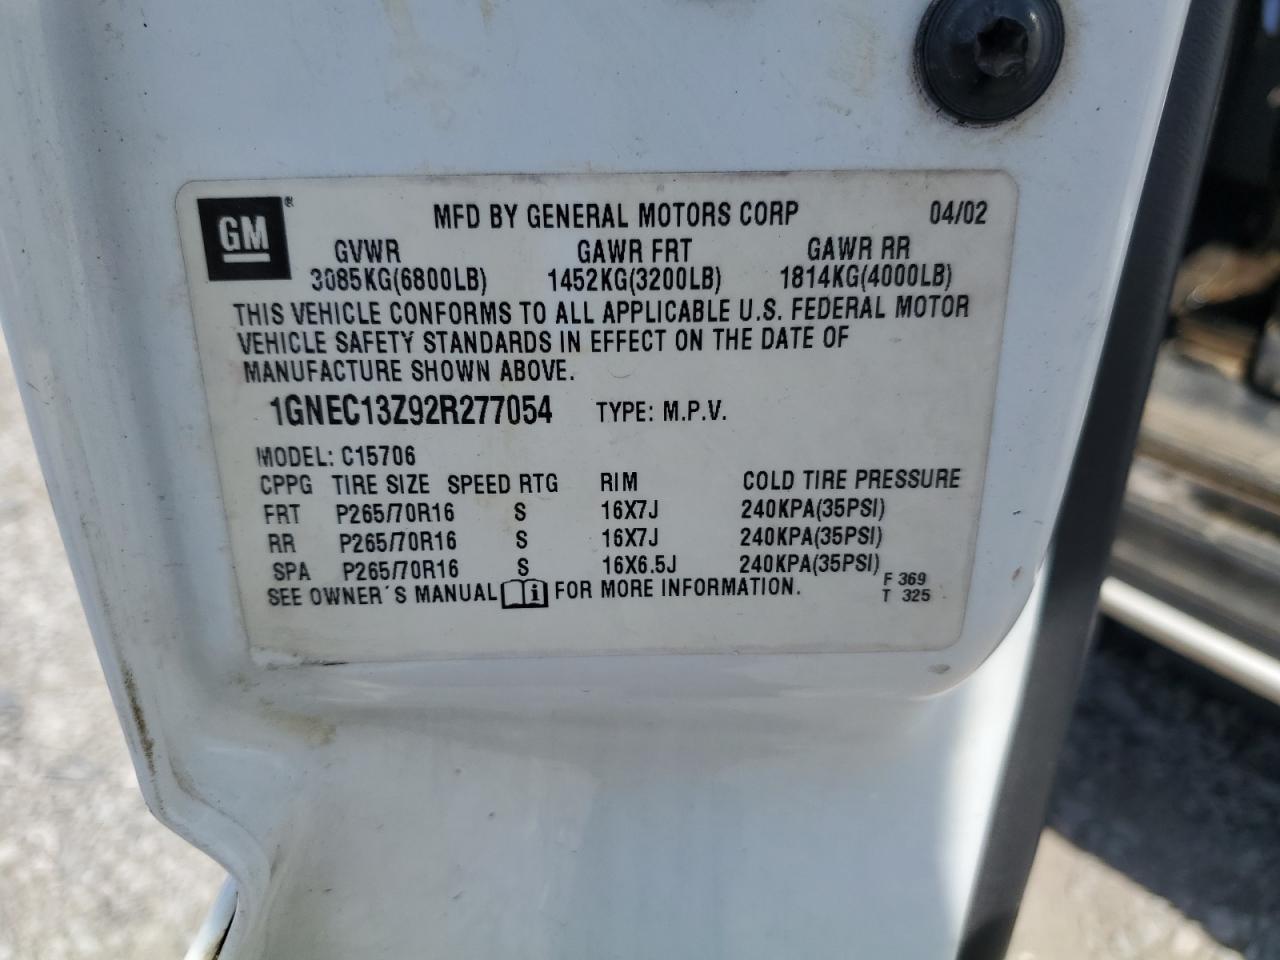 GM ® MFD BY GENERAL MOTORS CORP 04/02
GVWR GAWR FRT GAWR RR
3085KG(6800LB) 1452KG(3200LB) 1814KG(4000LB)
THIS VEHICLE CONFORMS TO ALL APPLICABLE U.S. FEDERAL MOTOR
VEHICLE SAFETY STANDARDS IN EFFECT ON THE DATE OF
MANUFACTURE SHOWN ABOVE.
1GNEC13Z92R277054 TYPE: M.P.V.
MODEL: C15706
CPPG TIRE SIZE SPEED RTG RIM COLD TIRE PRESSURE
FRT P265/70R16 S 16X7J 240KPA(35PSI)
RR P265/70R16 S 16X7J 240KPA(35PSI)
SPA P265/70R16 S 16X6.5J 240KPA(35PSI)
SEE OWNER´S MANUAL i FOR MORE INFORMATION.
F 369
T 325